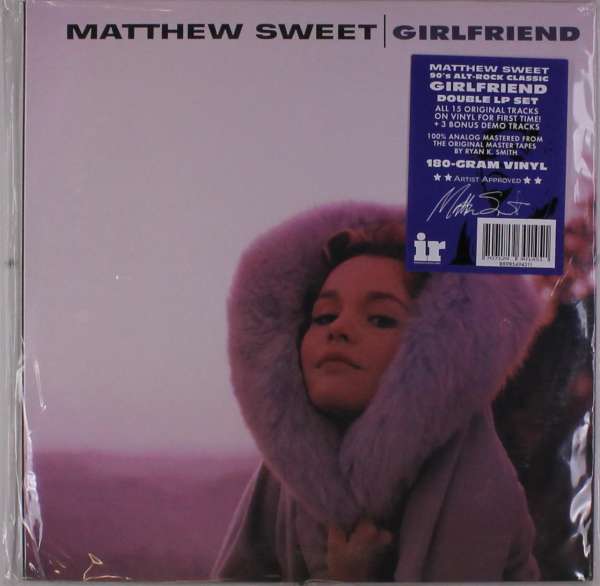 MATTHEW SWEET | GIRLFRIEND
MATTHEW SWEET
90's ALT-ROCK CLASSIC
GIRLFRIEND
DOUBLE LP SET
ALL 15 ORIGINAL TRACKS
ON VINYL FOR FIRST TIME!
+ 3 BONUS DEMO TRACKS
100% ANALOG MASTERED FROM
THE ORIGINAL MASTER TAPES
BY RYAN K. SMITH
180-GRAM VINYL
ARTIST APPROVED
Matthew Sweet
ir